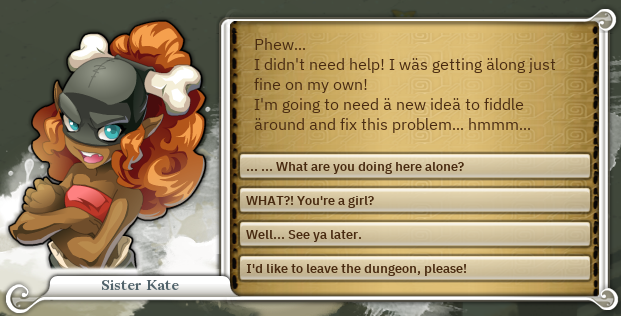 Phew...
I didn't need help! I wäs getting älong just
fine on my own!
I'm going to need ä new ideä to fiddle
äround and fix this problem... hmmm...
... ... What are you doing here alone?
WHAT?! You're a girl?
Well... See ya later.
I'd like to leave the dungeon, please!
Sister Kate